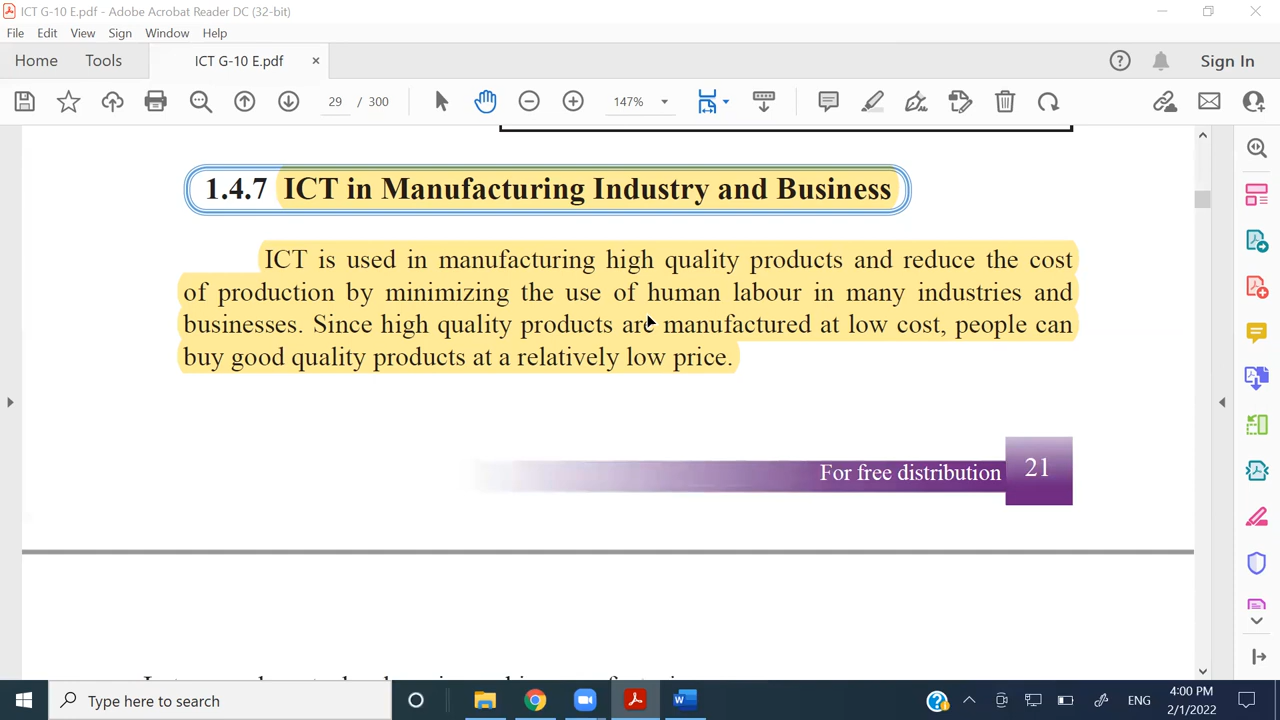 ICT G-10 E.pdf - Adobe Acrobat Reader DC (32-bit)
File Edit View Sign Window Help
Home Tools ICT G-10 E.pdf × Sign In
29 / 300 147%
1.4.7 ICT in Manufacturing Industry and Business
ICT is used in manufacturing high quality products and reduce the cost
of production by minimizing the use of human labour in many industries and
businesses. Since high quality products are manufactured at low cost, people can
buy good quality products at a relatively low price.
For free distribution 21
Type here to search
ENG
4:00 PM
2/1/2022